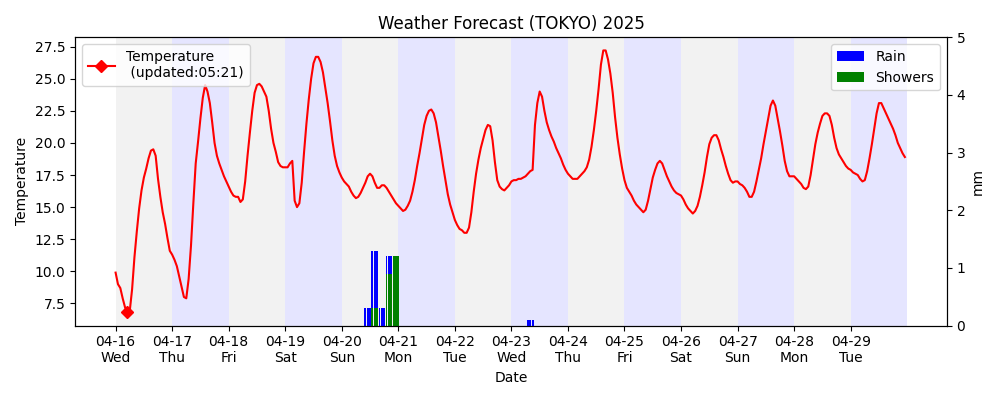 Weather Forecast (TOKYO) 2025
Temperature
(updated:05:21)
Rain
Showers
27.5
25.0
22.5
20.0
17.5
15.0
12.5
10.0
7.5
Temperature
5
4
3
2
1
0
mm
04-16 04-17 04-18 04-19 04-20 04-21 04-22 04-23 04-24 04-25 04-26 04-27 04-28 04-29
Wed Thu Fri Sat Sun Mon Tue Wed Thu Fri Sat Sun Mon Tue
Date